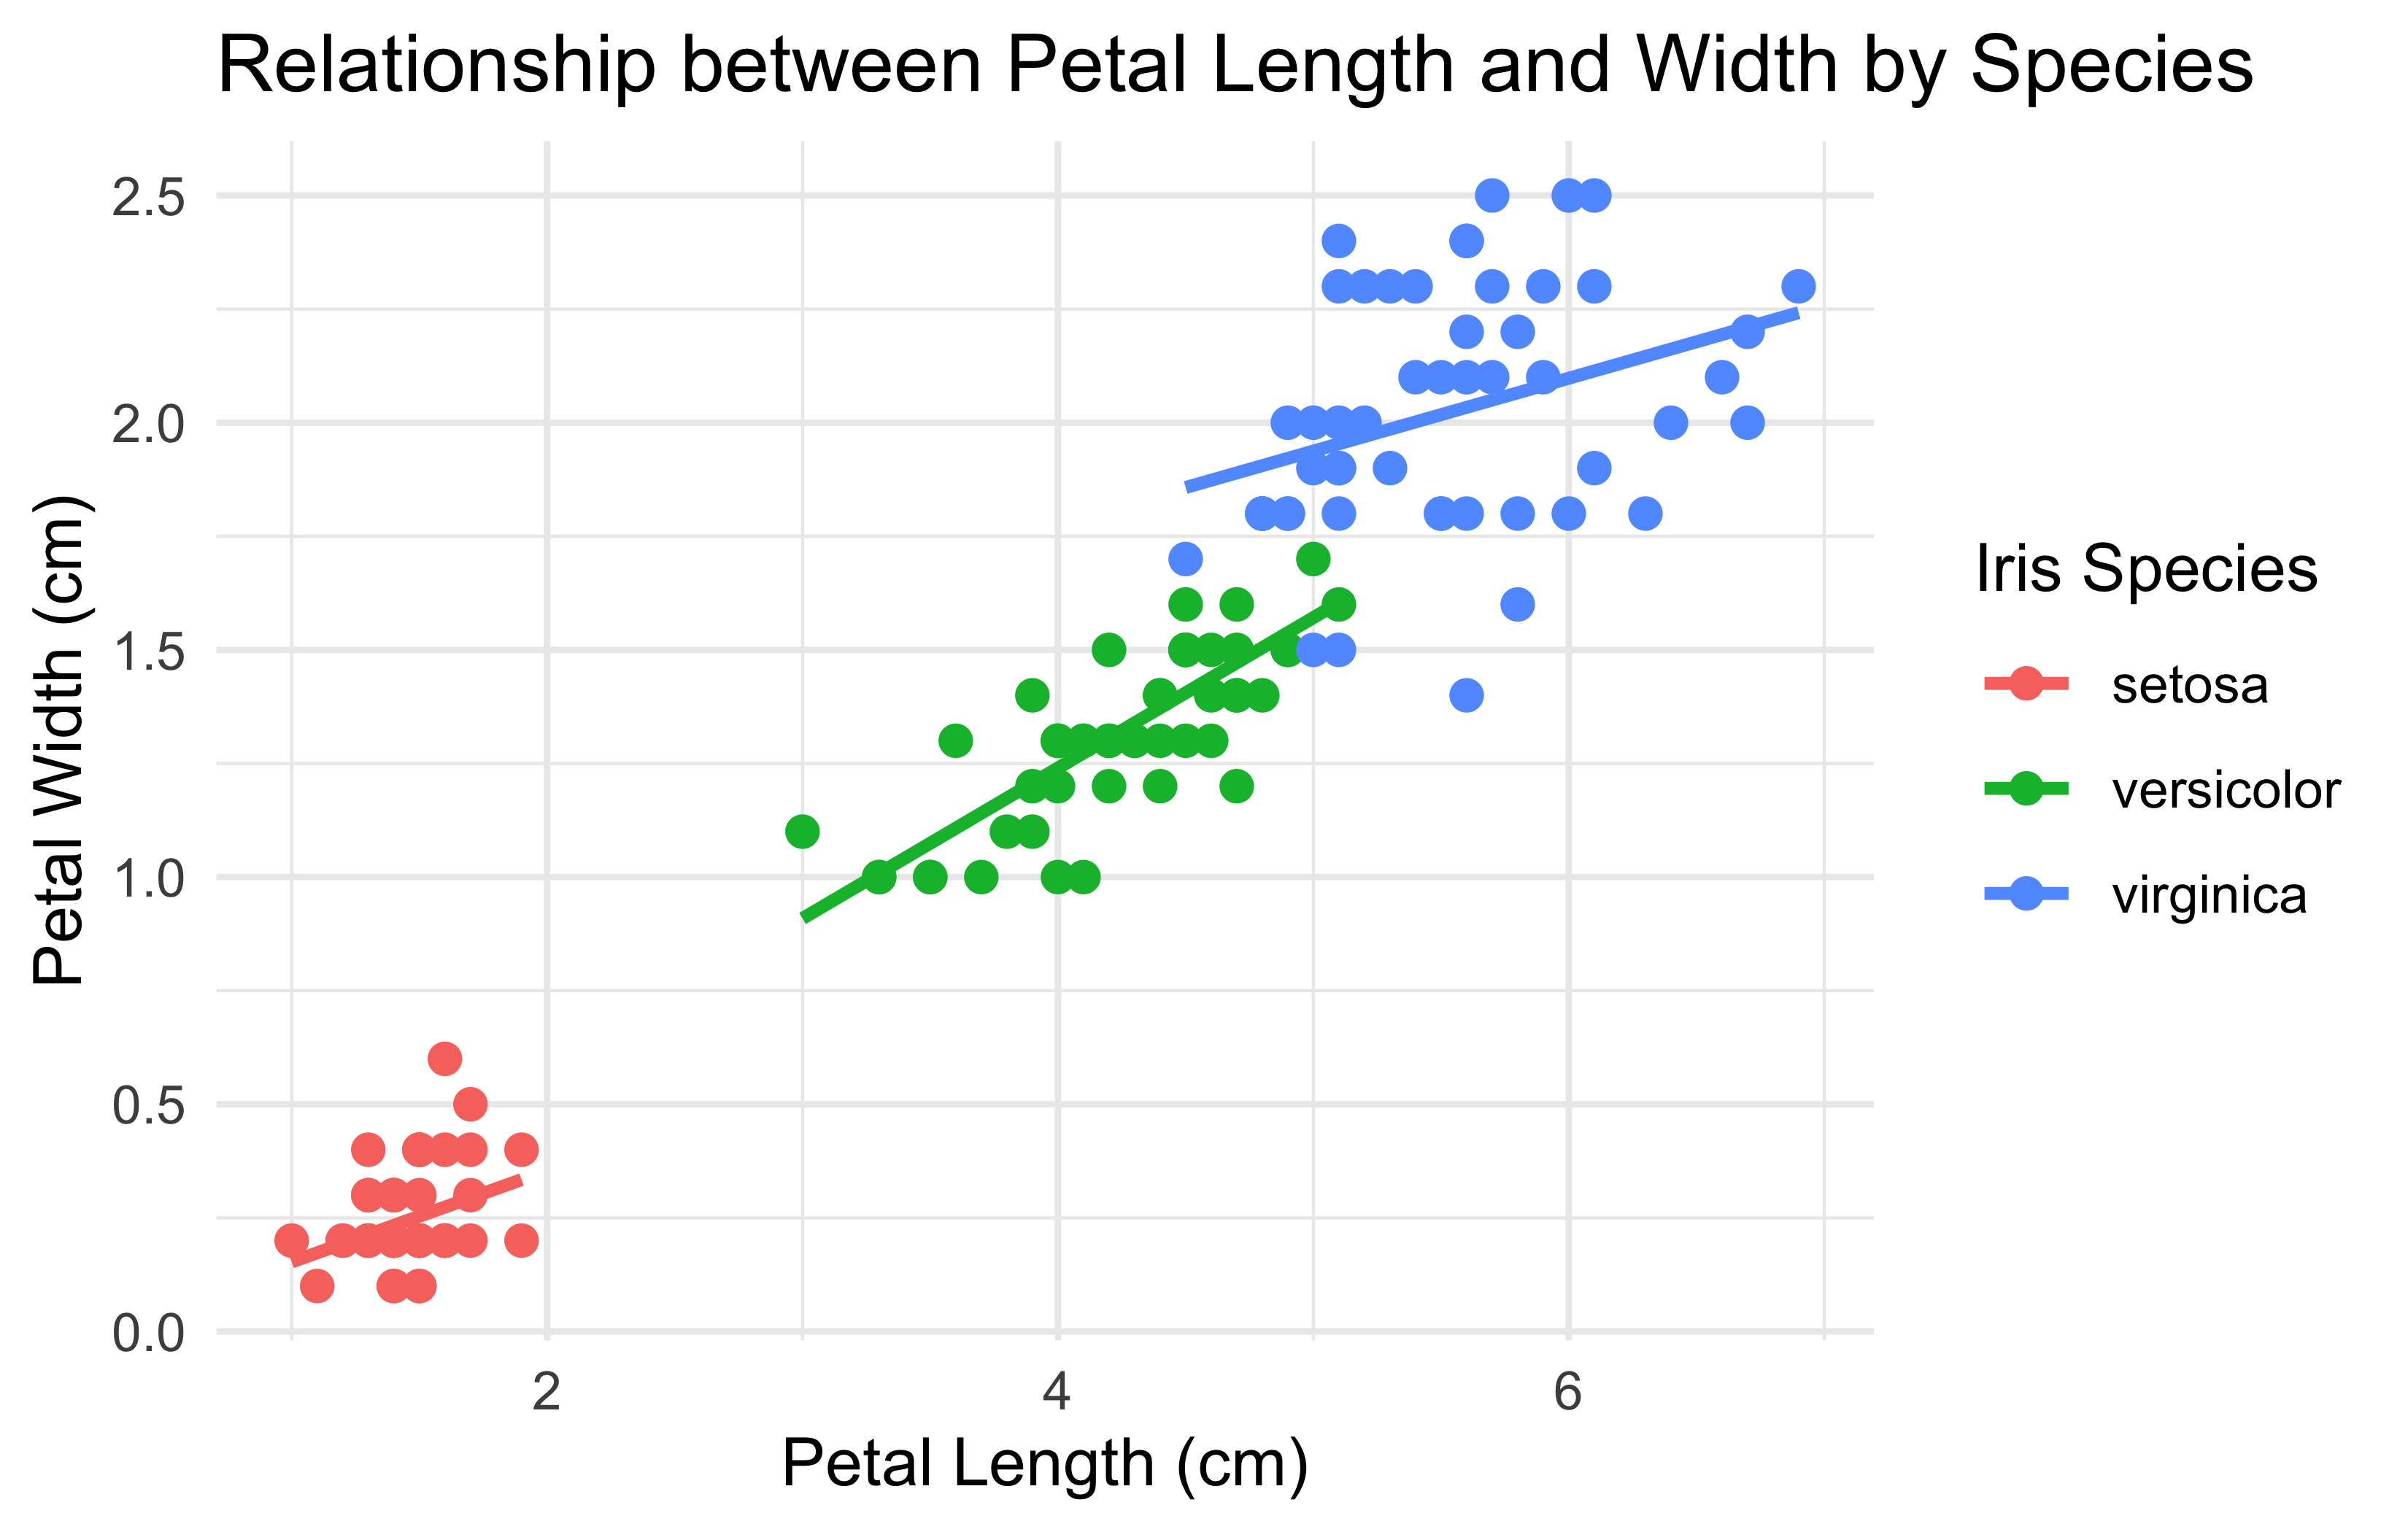 Relationship between Petal Length and Width by Species
2.5
2.0
1.5
1.0
0.5
0.0
Petal Width (cm)
2
4
6
Petal Length (cm)
Iris Species
setosa
versicolor
virginica